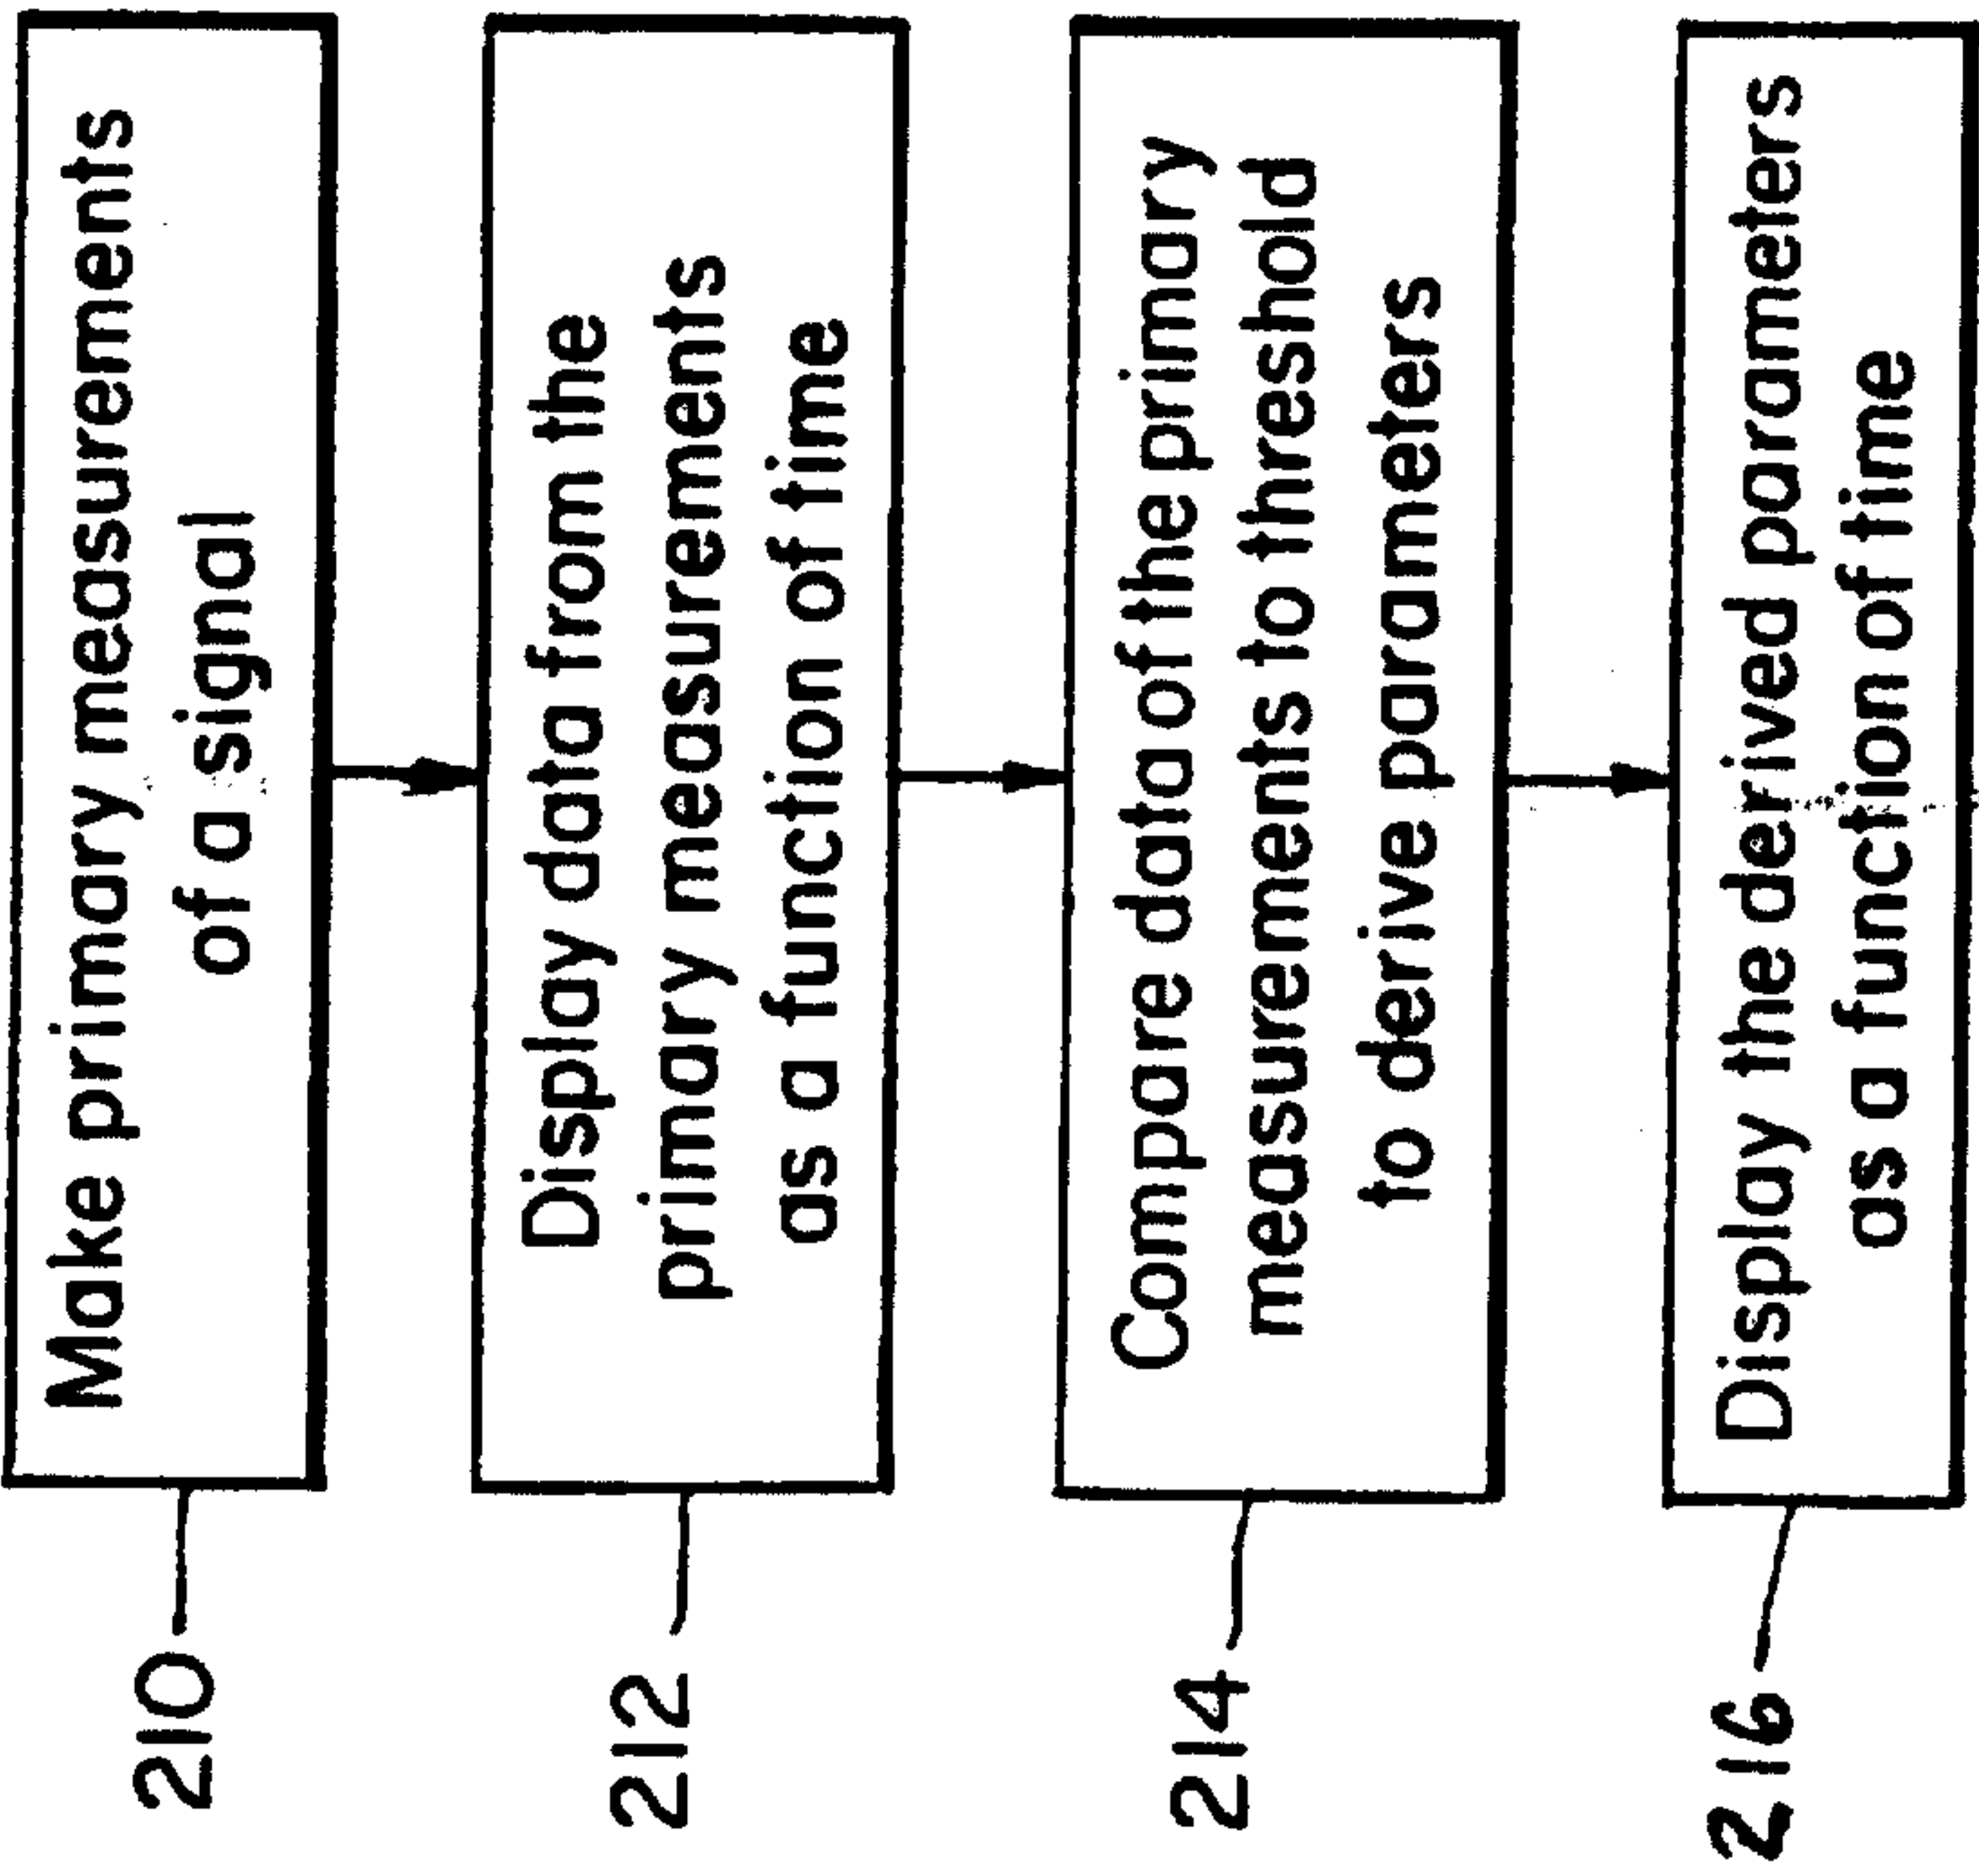 210
Make primary measurements
of a signal
212
Display data from the
primary measurements
as a function of time
214
Compare data of the primary
measurements to threshold
to derive parameters
216
Display the derived parameters
as a function of time